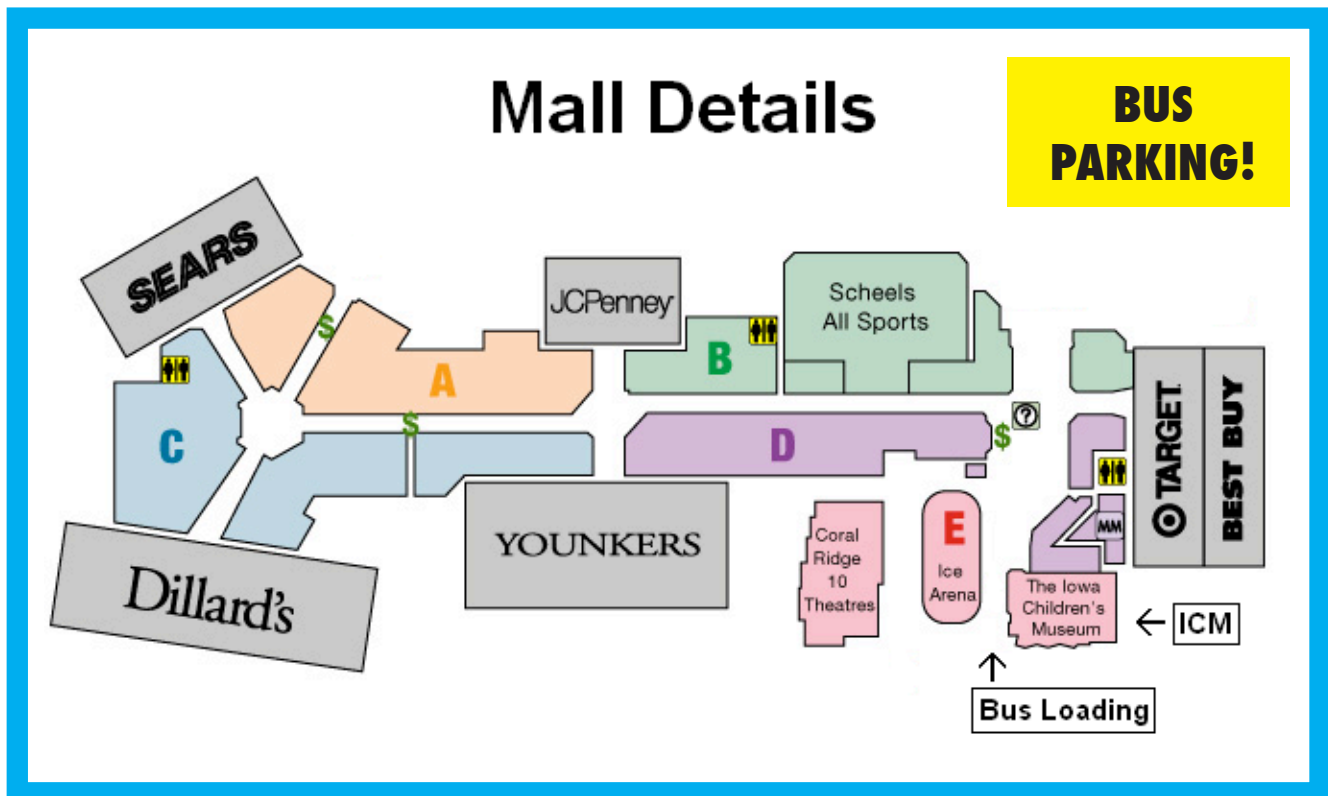 Mall Details
BUS
PARKING!
SEARS
JCPenney
Scheels
All Sports
$
A
B
C
$
D
$
?
TARGET
BEST BUY
YOUNKERS
Dillard's
Coral
Ridge
10
Theatres
E
Ice
Arena
MM
The Iowa
Children's
Museum
← ICM
↑
Bus Loading